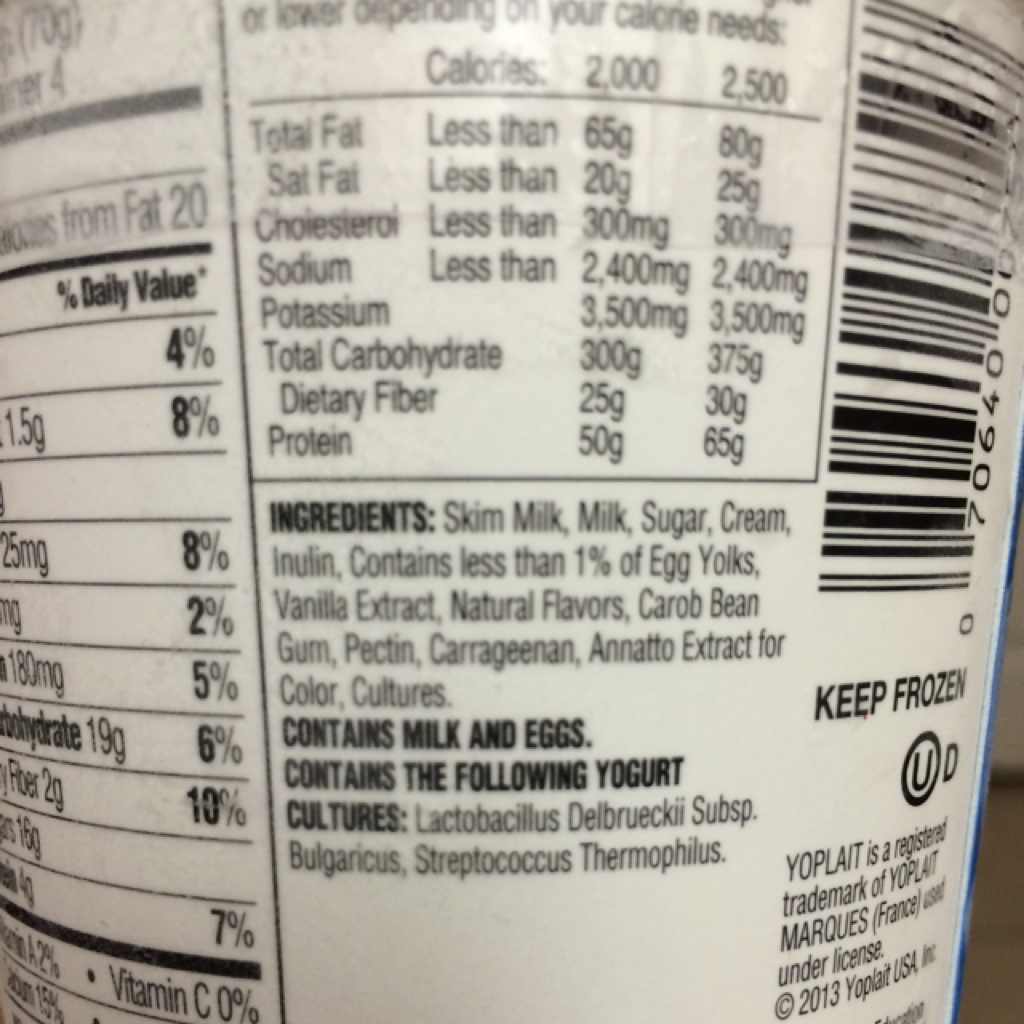 (70g)
4
from Fat 20
% Daily Value*
4%
1.5g 8%
25mg 8%
mg 2%
180mg 5%
19g 6%
Fiber 2g 10%
16g
4g 7%
A 2% • Vitamin C 0%
15%
or lower depending on your calorie needs:
Calories: 2,000 2,500
Total Fat Less than 65g 80g
Sat Fat Less than 20g 25g
Cholesterol Less than 300mg 300mg
Sodium Less than 2,400mg 2,400mg
Potassium 3,500mg 3,500mg
Total Carbohydrate 300g 375g
Dietary Fiber 25g 30g
Protein 50g 65g
INGREDIENTS: Skim Milk, Milk, Sugar, Cream,
Inulin, Contains less than 1% of Egg Yolks,
Vanilla Extract, Natural Flavors, Carob Bean
Gum, Pectin, Carrageenan, Annatto Extract for
Color, Cultures.
CONTAINS MILK AND EGGS.
CONTAINS THE FOLLOWING YOGURT
CULTURES: Lactobacillus Delbrueckii Subsp.
Bulgaricus, Streptococcus Thermophilus.
0 70640
KEEP FROZEN
U D
YOPLAIT is a registered
trademark of YOPLAIT
MARQUES (France) used
under license.
© 2013 Yoplait USA, Inc.